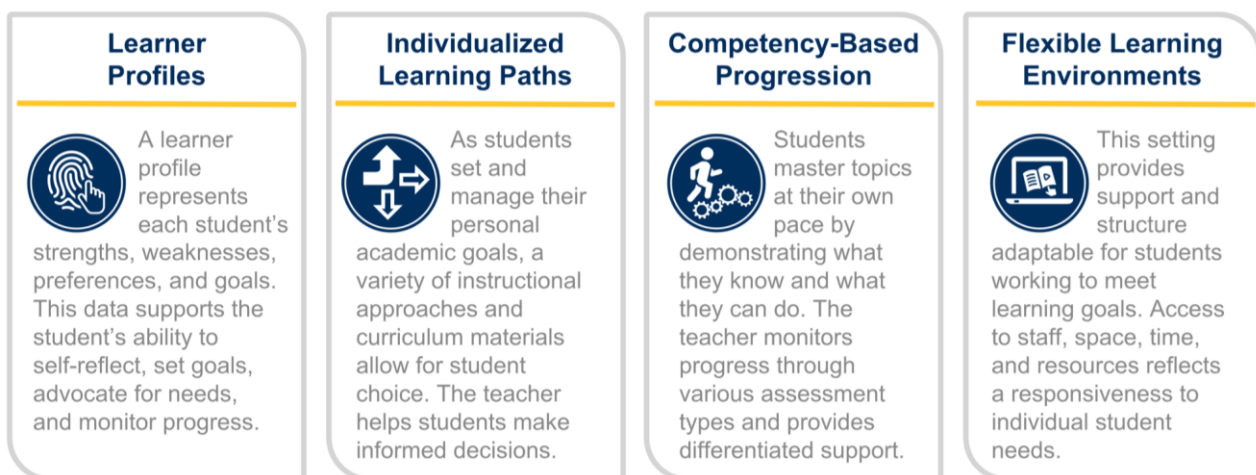 Learner
Profiles
A learner
profile
represents
each student's
strengths, weaknesses,
preferences, and goals.
This data supports the
student's ability to
self-reflect, set goals,
advocate for needs,
and monitor progress.
Individualized
Learning Paths
As students
set and
manage their
personal
academic goals, a
variety of instructional
approaches and
curriculum materials
allow for student
choice. The teacher
helps students make
informed decisions.
Competency-Based
Progression
Students
master topics
at their own
pace by
demonstrating what
they know and what
they can do. The
teacher monitors
progress through
various assessment
types and provides
differentiated support.
Flexible Learning
Environments
This setting
provides
support and
structure
adaptable for students
working to meet
learning goals. Access
to staff, space, time,
and resources reflects
a responsiveness to
individual student
needs.